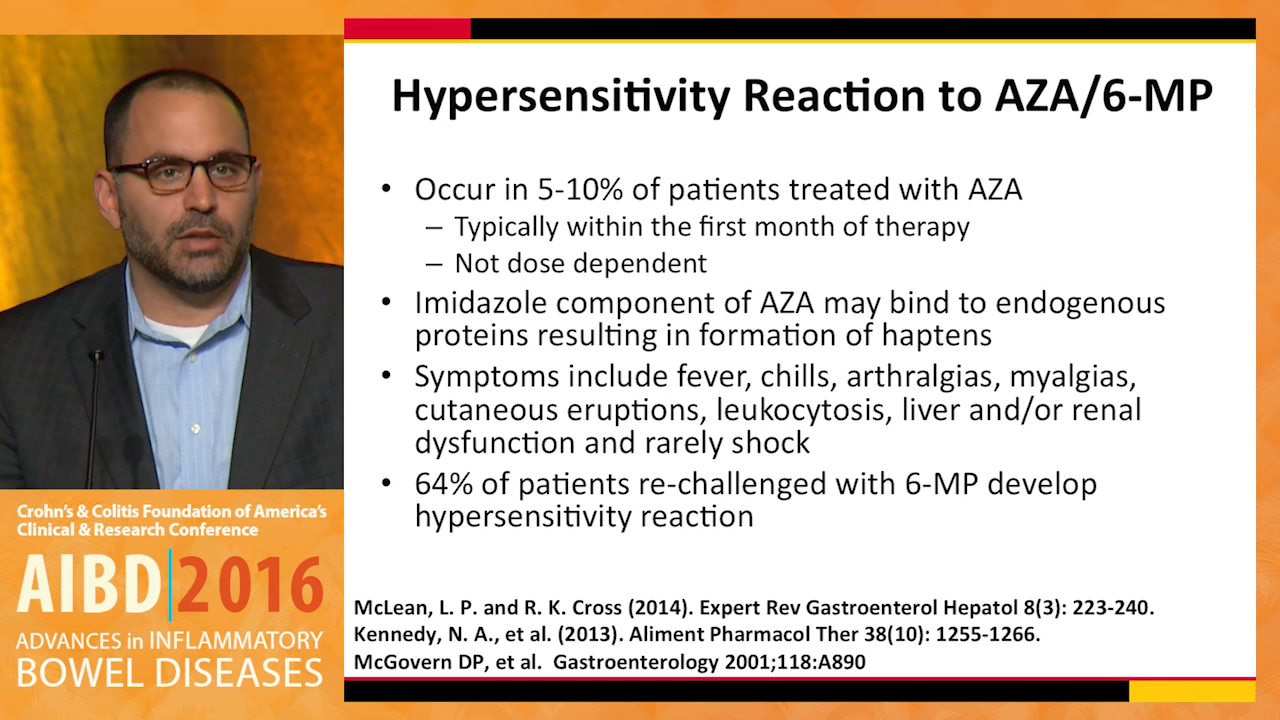 Hypersensitivity Reaction to AZA/6-MP
• Occur in 5-10% of patients treated with AZA
– Typically within the first month of therapy
– Not dose dependent
• Imidazole component of AZA may bind to endogenous
proteins resulting in formation of haptens
• Symptoms include fever, chills, arthralgias, myalgias,
cutaneous eruptions, leukocytosis, liver and/or renal
dysfunction and rarely shock
• 64% of patients re-challenged with 6-MP develop
hypersensitivity reaction
McLean, L. P. and R. K. Cross (2014). Expert Rev Gastroenterol Hepatol 8(3): 223-240.
Kennedy, N. A., et al. (2013). Aliment Pharmacol Ther 38(10): 1255-1266.
McGovern DP, et al. Gastroenterology 2001;118:A890
Crohn's & Colitis Foundation of America's
Clinical & Research Conference
AIBD|2016
ADVANCES in INFLAMMATORY
BOWEL DISEASES